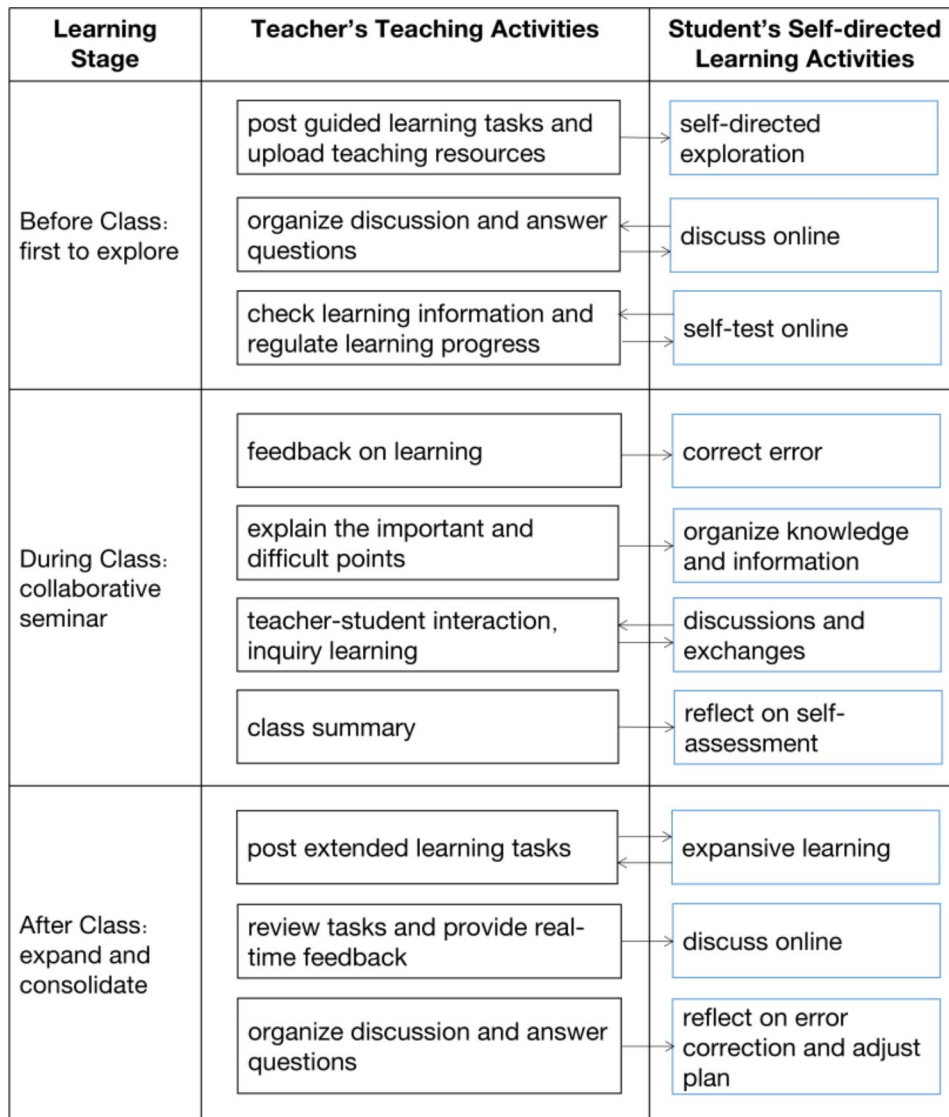 Learning
Stage
Teacher's Teaching Activities
Student's Self-directed
Learning Activities
Before Class:
first to explore
post guided learning tasks and
upload teaching resources
self-directed
exploration
organize discussion and answer
questions
discuss online
check learning information and
regulate learning progress
self-test online
During Class:
collaborative
seminar
feedback on learning
correct error
explain the important and
difficult points
organize knowledge
and information
teacher-student interaction,
inquiry learning
discussions and
exchanges
class summary
reflect on self-
assessment
After Class:
expand and
consolidate
post extended learning tasks
expansive learning
review tasks and provide real-
time feedback
discuss online
organize discussion and answer
questions
reflect on error
correction and adjust
plan